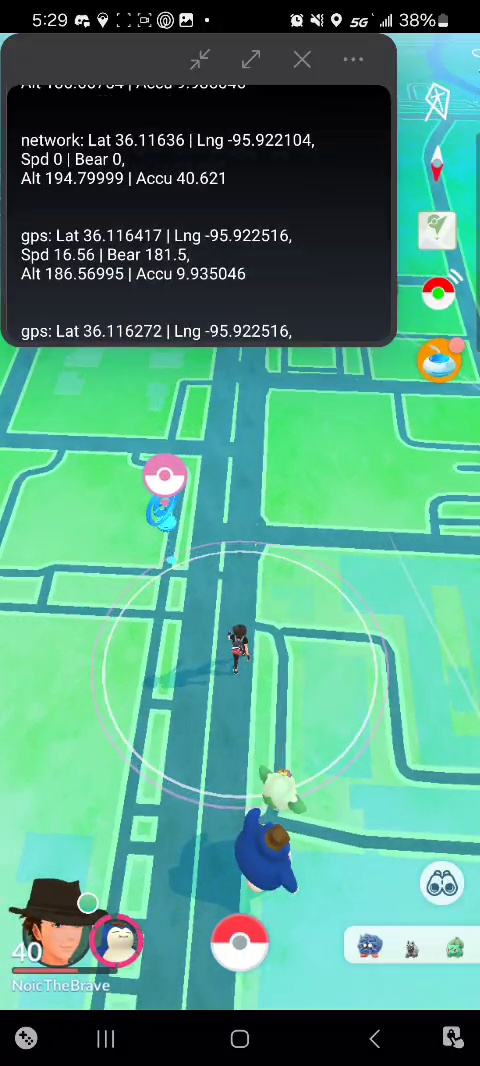 5:29
5G
38%
network: Lat 36.11636 | Lng -95.922104,
Spd 0 | Bear 0,
Alt 194.79999 | Accu 40.621
gps: Lat 36.116417 | Lng -95.922516,
Spd 16.56 | Bear 181.5,
Alt 186.56995 | Accu 9.935046
gps: Lat 36.116272 | Lng -95.922516,
40
NoicTheBrave